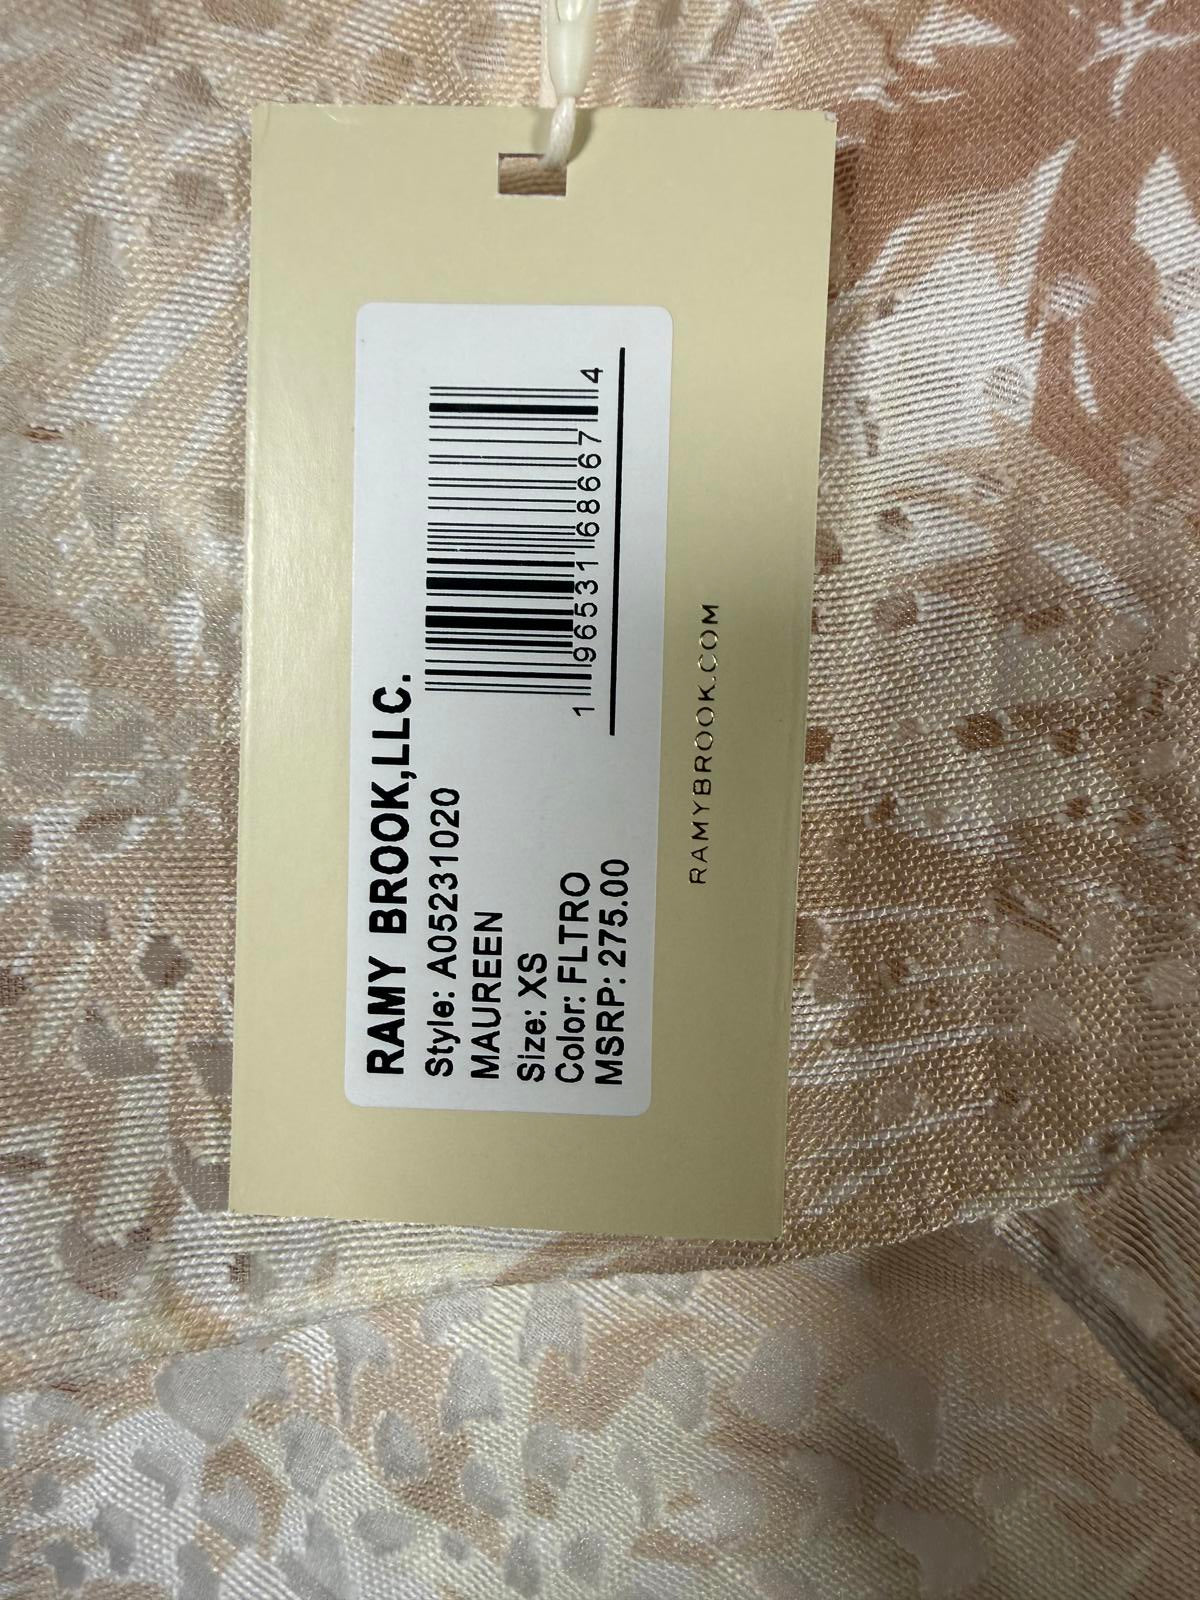 RAMY BROOK,LLC.
Style: A05231020
MAUREEN
Size: XS
Color: FLTRO
MSRP: 275.00
1 96531 68667 4
RAMYBROOK.COM